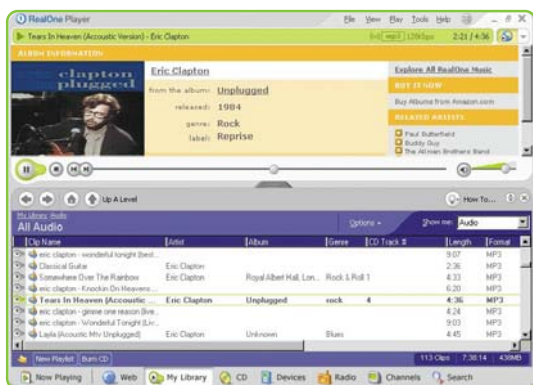 RealOne Player
File View Play Tools Help
Tears In Heaven (Accoustic Version) - Eric Clapton mp3 128kbps 2:21 / 4:36
ALBUM INFORMATION
clapton
plugged
Eric Clapton
from the album: Unplugged
released: 1984
genre: Rock
label: Reprise
Explore All RealOne Music
BUY IT NOW
Buy Albums from Amazon.com
RELATED ARTISTS
Paul Butterfield
Buddy Guy
The Allman Brothers Band
Up A Level How To...
My Library Audio
All Audio Options Show me: Audio
Clip Name Artist Album Genre CD Track # Length Format
eric clapton - wonderful tonight (best... 9:07 MP3
Classical Guitar Eric Clapton 2:36 MP3
Somewhere Over The Rainbow Eric Clapton Royal Albert Hall, Lon... Rock & Roll 1 4:33 MP3
eric clapton - Knockin On Heavens... 6:20 MP3
Tears In Heaven (Accoustic ... Eric Clapton Unplugged rock 4 4:36 MP3
eric clapton - gimme one reason (live... 4:24 MP3
eric clapton - Wonderful Tonight (Liv... 9:03 MP3
Layla (Acoustic Mtv Unplugged) Eric Clapton Unknown Blues 4:45 MP3
New Playlist Burn CD 113 Clips 7:38:14 438MB
Now Playing Web My Library CD Devices Radio Channels Search